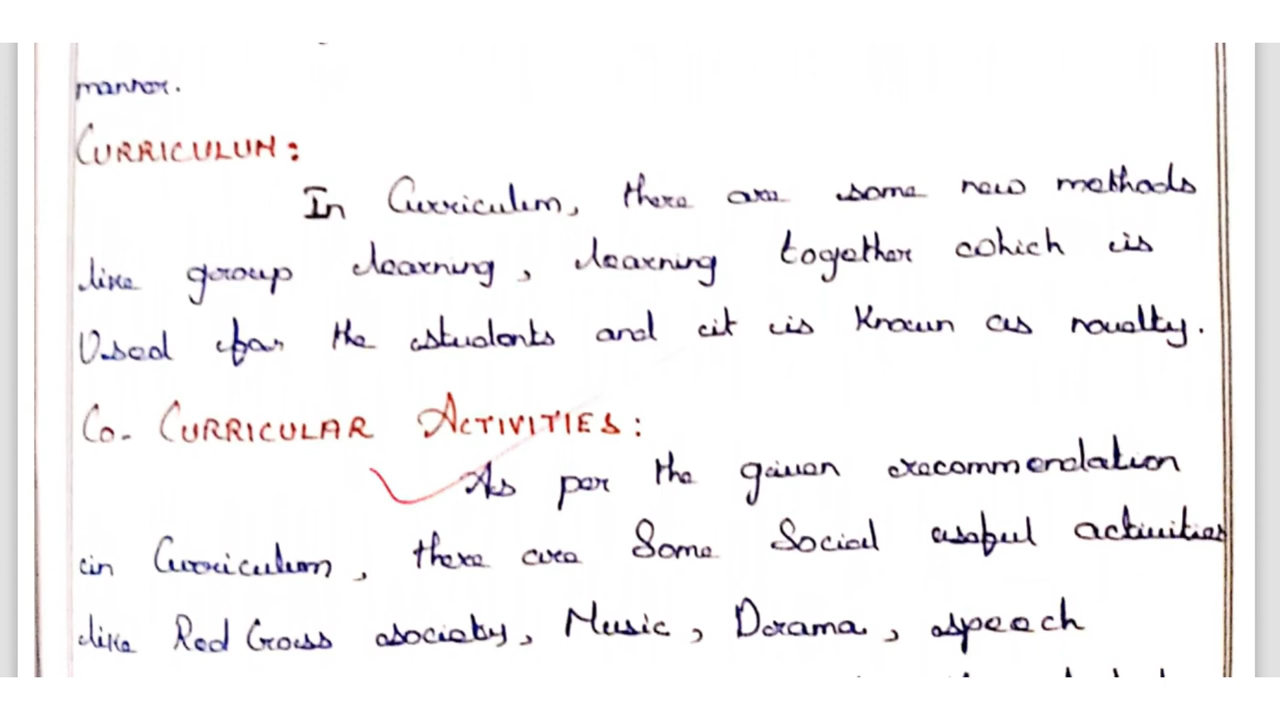 manner.
CURRICULUM:
In Curriculum, there are some new methods
like group learning, learning together which is
Used for the students and it is known as novelty.
Co- CURRICULAR ACTIVITIES:
As per the given recommendation
in Curriculum, there are Some Social useful activities
like Red Cross society, Music, Drama, speech